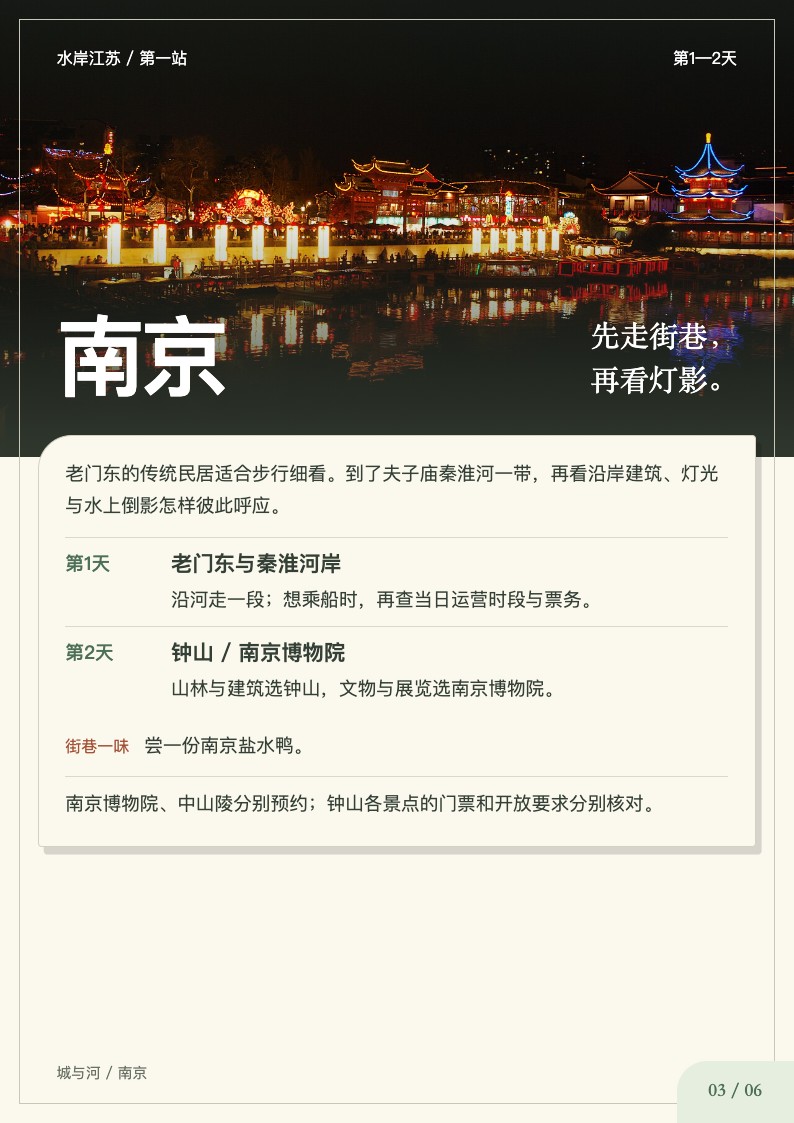 水岸江苏 / 第一站
第1—2天
南京
先走街巷，
再看灯影。
老门东的传统民居适合步行细看。到了夫子庙秦淮河一带，再看沿岸建筑、灯光
与水上倒影怎样彼此呼应。
第1天
老门东与秦淮河岸
沿河走一段；想乘船时，再查当日运营时段与票务。
第2天
钟山 / 南京博物院
山林与建筑选钟山，文物与展览选南京博物院。
街巷一味 尝一份南京盐水鸭。
南京博物院、中山陵分别预约；钟山各景点的门票和开放要求分别核对。
城与河 / 南京
03 / 06